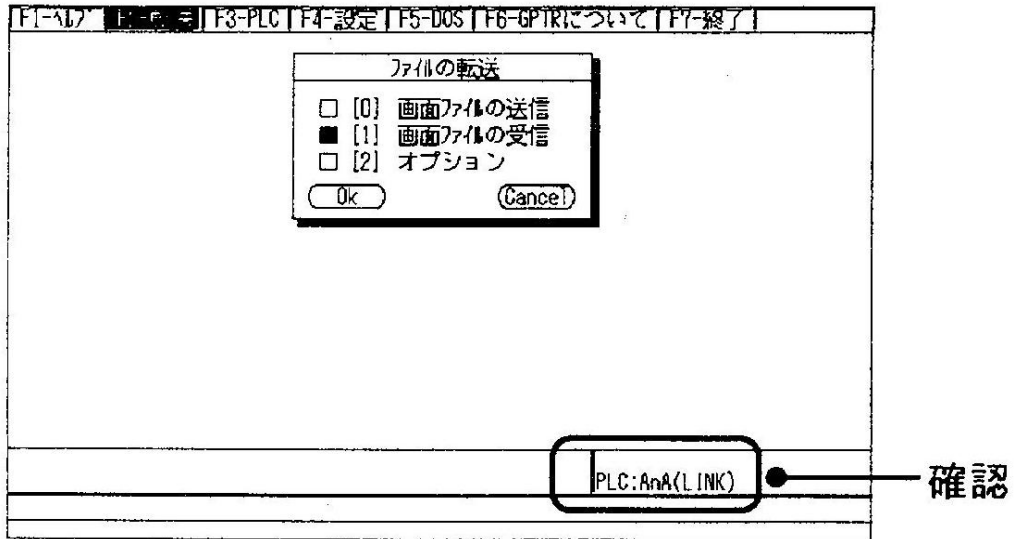 F1-ﾍﾙﾌﾟ F3-PLC F4-設定 F5-DOS F6-GPTRについて F7-終了
ﾌｧｲﾙの転送
□ [0] 画面ﾌｧｲﾙの送信
■ [1] 画面ﾌｧｲﾙの受信
□ [2] オプション
Ok Cancel
PLC:AnA(LINK)
確認